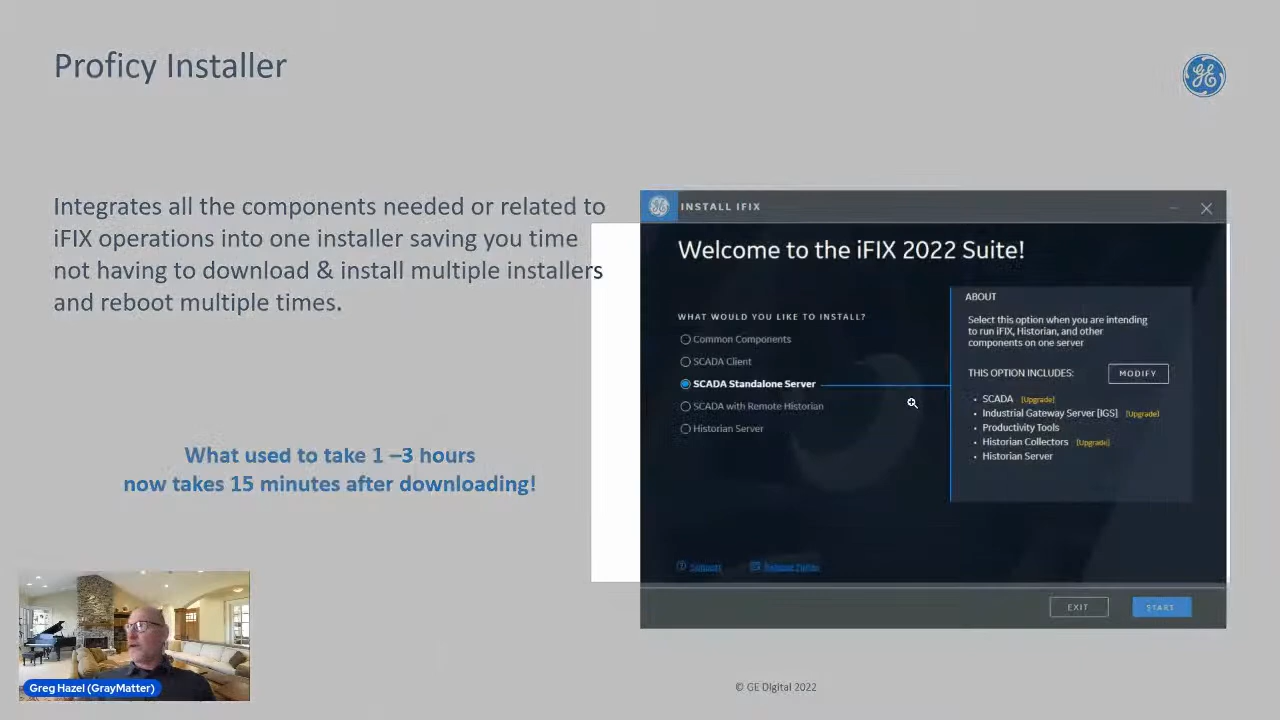 Proficy Installer
GE
Integrates all the components needed or related to
iFIX operations into one installer saving you time
not having to download & install multiple installers
and reboot multiple times.
What used to take 1 –3 hours
now takes 15 minutes after downloading!
INSTALL IFIX
Welcome to the iFIX 2022 Suite!
WHAT WOULD YOU LIKE TO INSTALL?
Common Components
SCADA Client
SCADA Standalone Server
SCADA with Remote Historian
Historian Server
ABOUT
Select this option when you are intending
to run iFIX, Historian, and other
components on one server
THIS OPTION INCLUDES:
MODIFY
• SCADA [Upgrade]
• Industrial Gateway Server [IGS] [Upgrade]
• Productivity Tools
• Historian Collectors [Upgrade]
• Historian Server
Support
Release Notes
EXIT
START
Greg Hazel (GrayMatter)
© GE Digital 2022